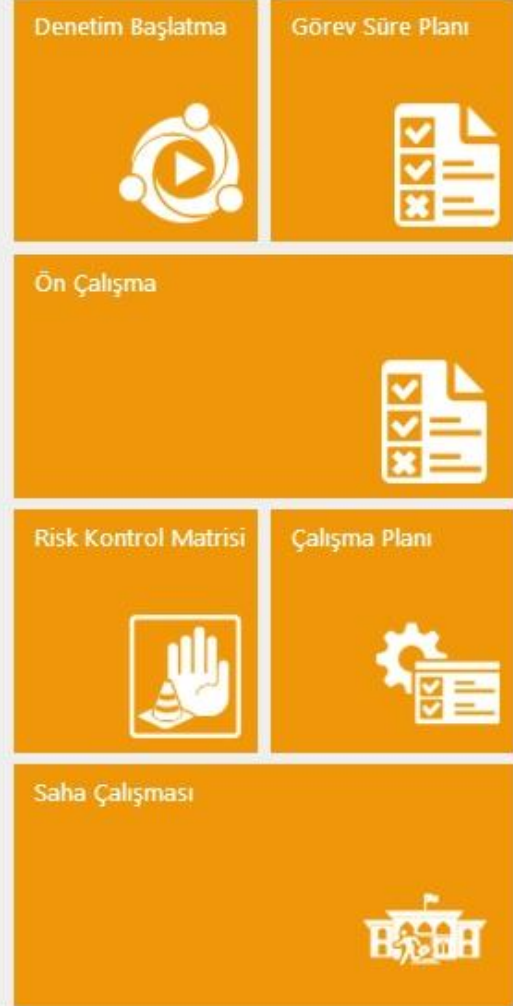 Denetim Başlatma
Görev Süre Planı
Ön Çalışma
Risk Kontrol Matrisi
Çalışma Planı
Saha Çalışması